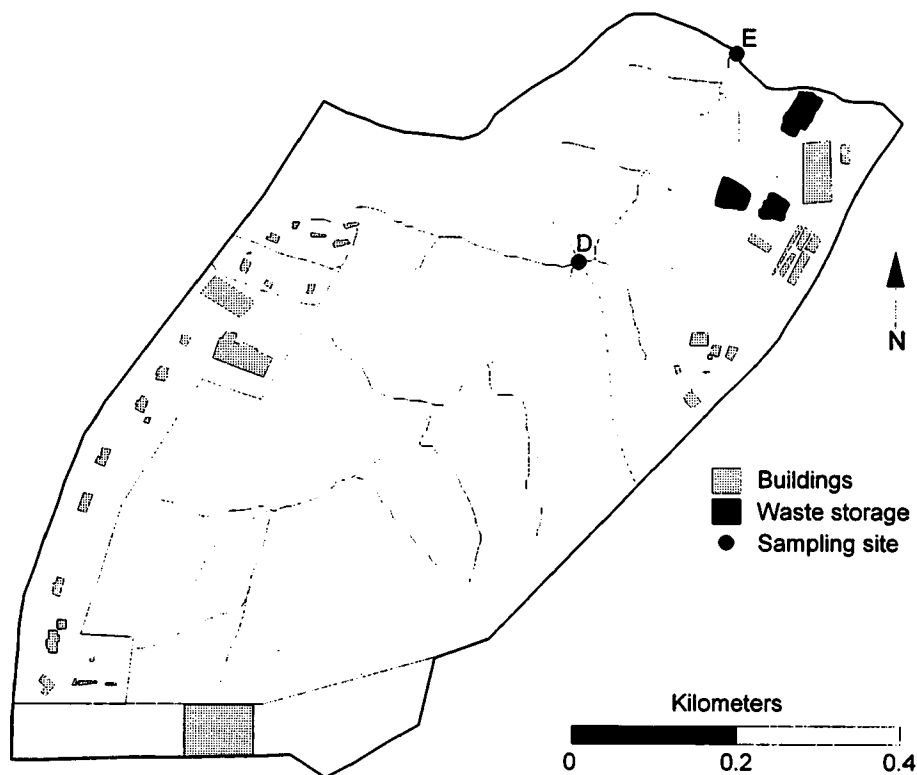 E
D
N
Buildings
Waste storage
Sampling site
Kilometers
0 0.2 0.4